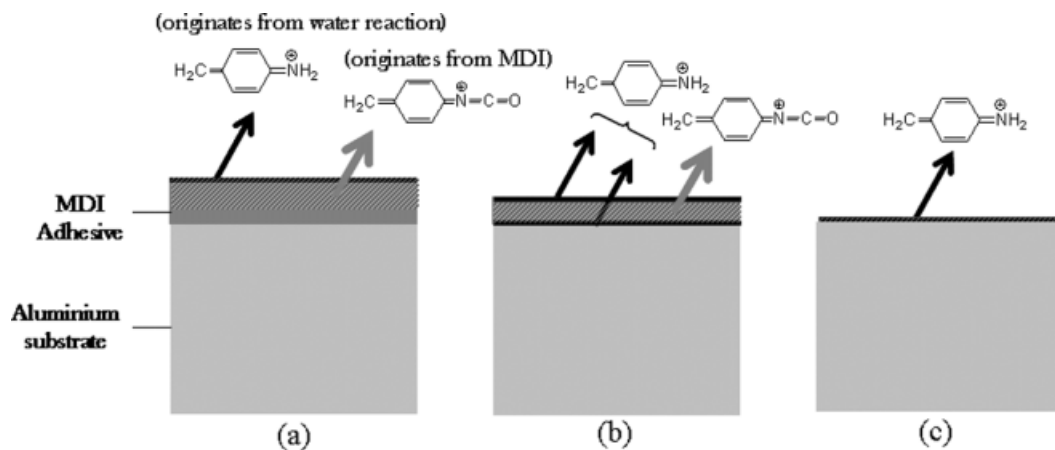 (originates from water reaction)
H₂C=⟨⟩=NH₂ ⊕
(originates from MDI)
H₂C=⟨⟩=N=C=O ⊕
H₂C=⟨⟩=NH₂ ⊕
H₂C=⟨⟩=N=C=O ⊕
H₂C=⟨⟩=NH₂ ⊕
MDI
Adhesive
Aluminium
substrate
(a)
(b)
(c)